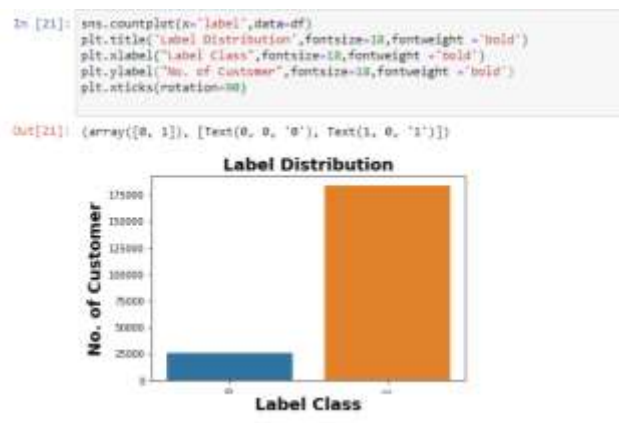 In [21]: sns.countplot(x='label',data=df)
plt.title('Label Distribution',fontsize=18,fontweight ='bold')
plt.xlabel("Label Class",fontsize=18,fontweight ='bold')
plt.ylabel("No. of Customer",fontsize=18,fontweight ='bold')
plt.xticks(rotation=90)
Out[21]: (array([0, 1]), [Text(0, 0, '0'), Text(1, 0, '1')])
Label Distribution
No. of Customer
175000
150000
125000
100000
75000
50000
25000
0
0
1
Label Class